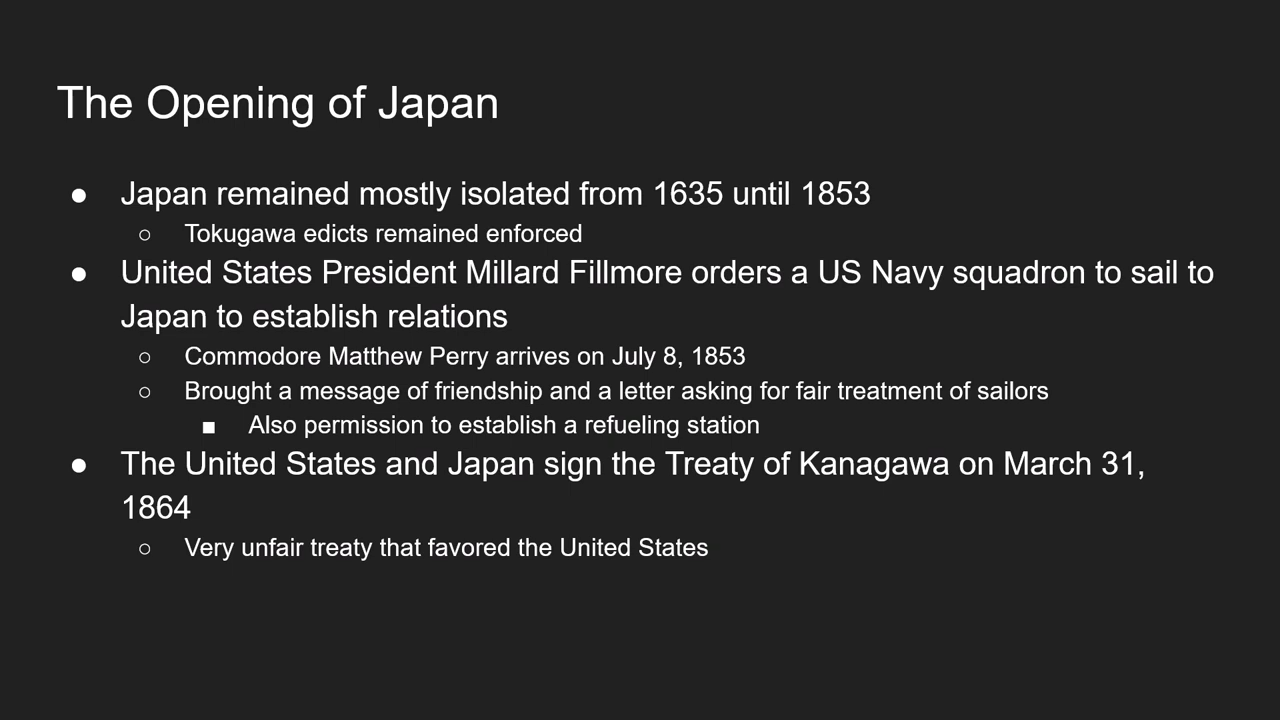 The Opening of Japan
● Japan remained mostly isolated from 1635 until 1853
○ Tokugawa edicts remained enforced
● United States President Millard Fillmore orders a US Navy squadron to sail to
Japan to establish relations
○ Commodore Matthew Perry arrives on July 8, 1853
○ Brought a message of friendship and a letter asking for fair treatment of sailors
■ Also permission to establish a refueling station
● The United States and Japan sign the Treaty of Kanagawa on March 31,
1864
○ Very unfair treaty that favored the United States